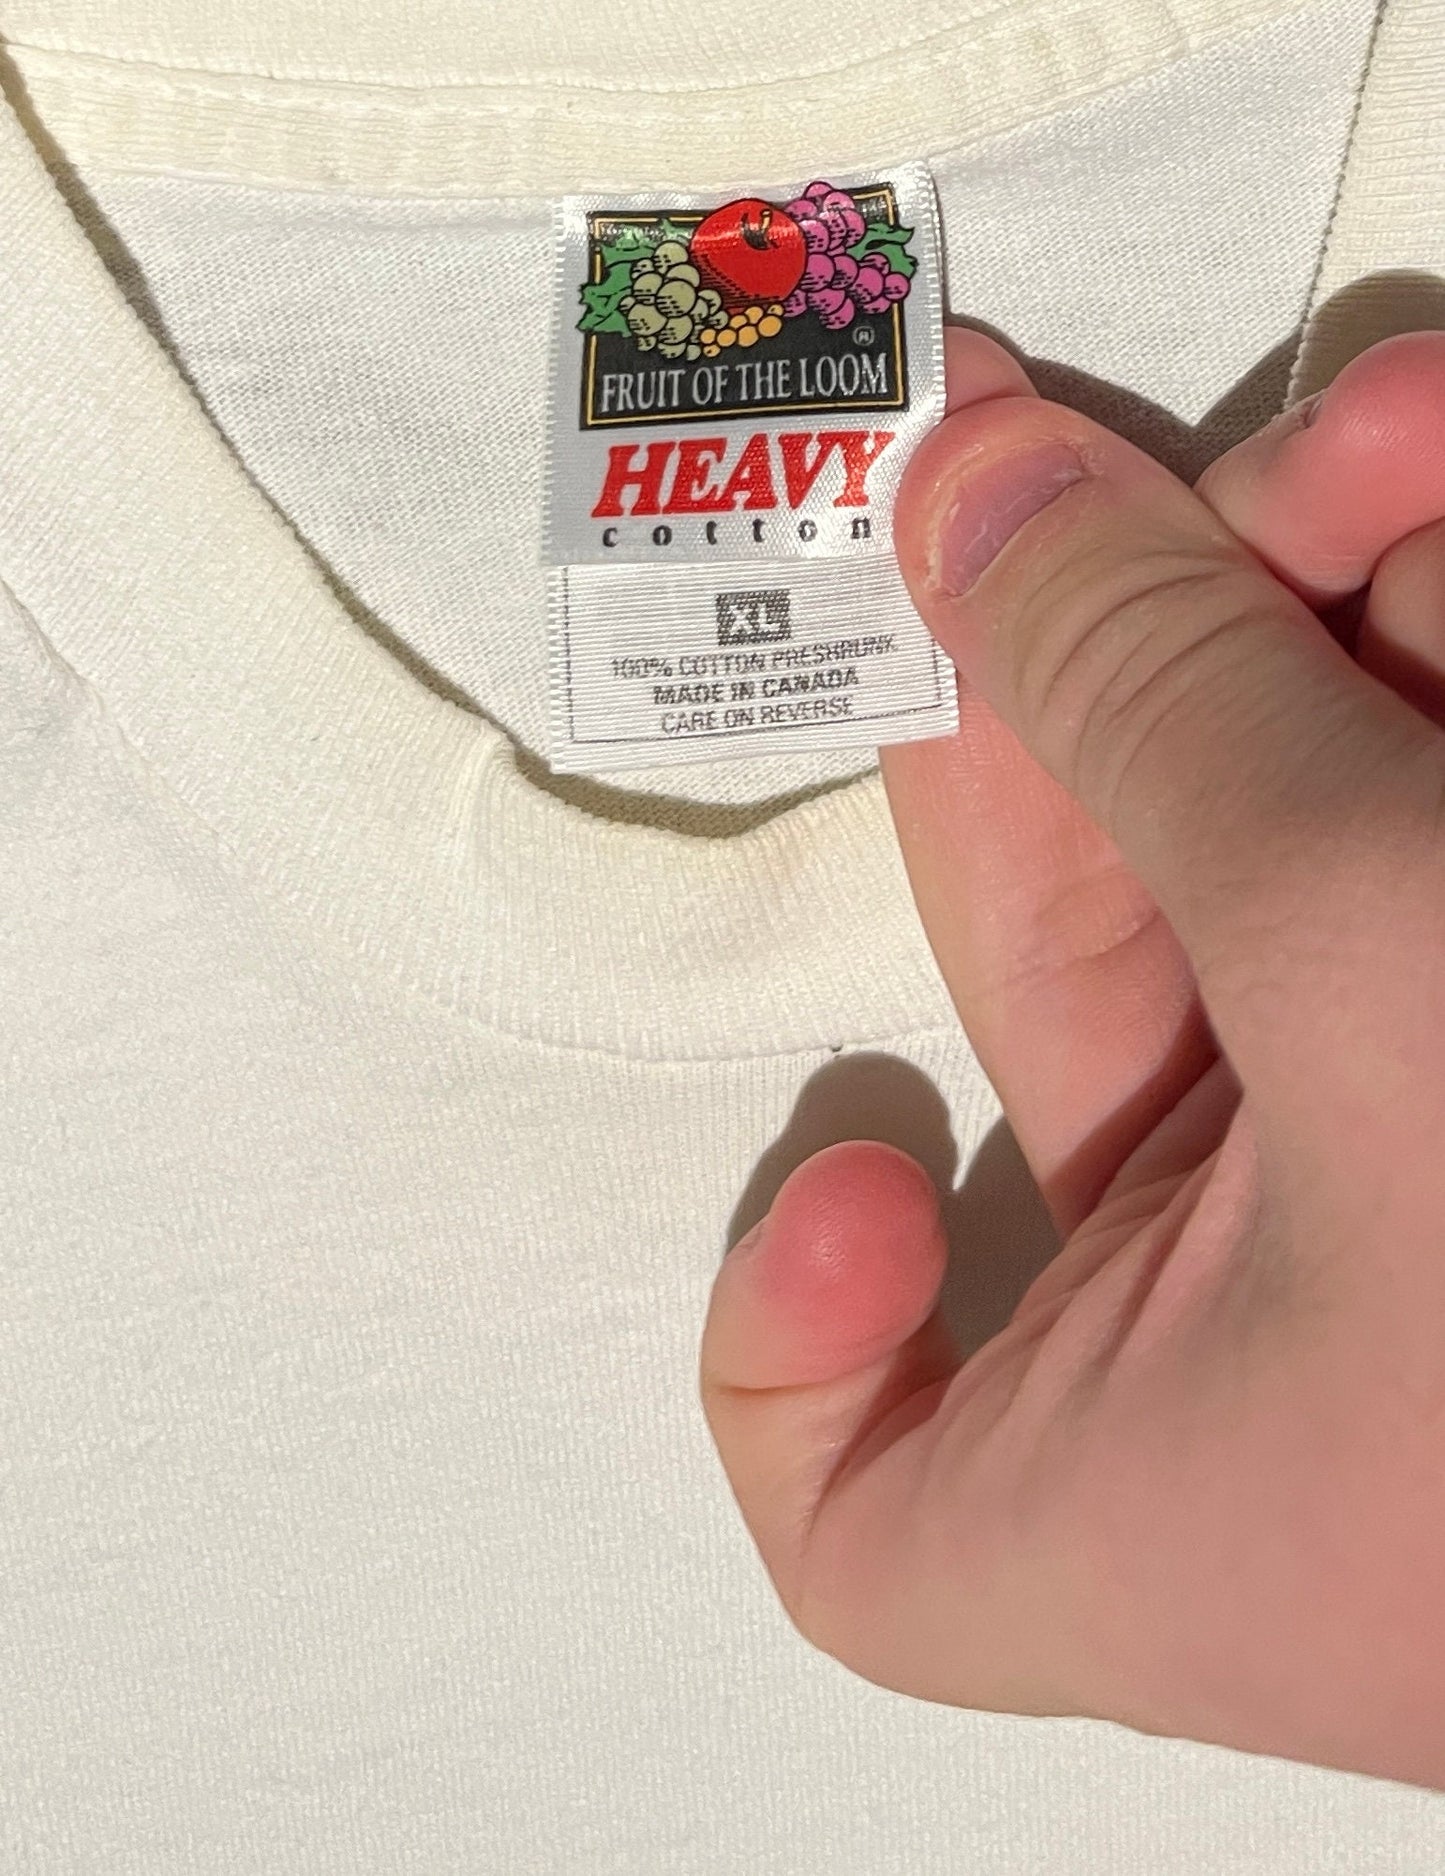 ®
FRUIT OF THE LOOM
HEAVY
cotton
XL
100% COTTON PRESHRUNK
MADE IN CANADA
CARE ON REVERSE